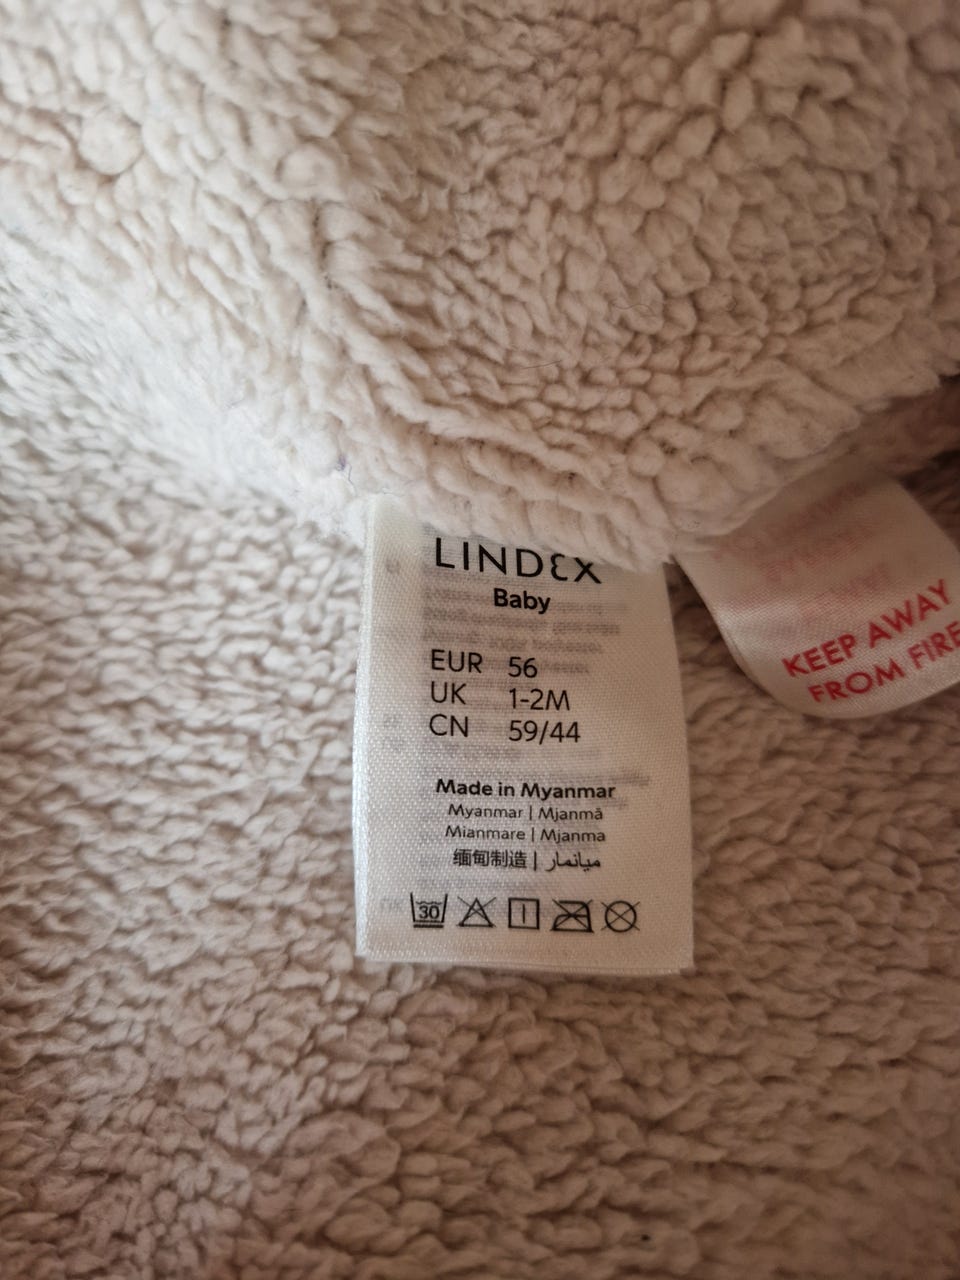 LINDEX
Baby
EUR 56
UK 1-2M
CN 59/44
Made in Myanmar
Myanmar | Mjanmā
Mianmare | Mjanma
缅甸制造 | ميانمار
30
KEEP AWAY
FROM FIRE